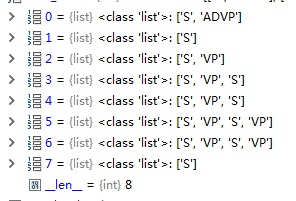 0 = {list} <class 'list'>: ['S', 'ADVP']
1 = {list} <class 'list'>: ['S']
2 = {list} <class 'list'>: ['S', 'VP']
3 = {list} <class 'list'>: ['S', 'VP', 'S']
4 = {list} <class 'list'>: ['S', 'VP', 'S']
5 = {list} <class 'list'>: ['S', 'VP', 'S', 'VP']
6 = {list} <class 'list'>: ['S', 'VP', 'S', 'VP']
7 = {list} <class 'list'>: ['S']
__len__ = {int} 8